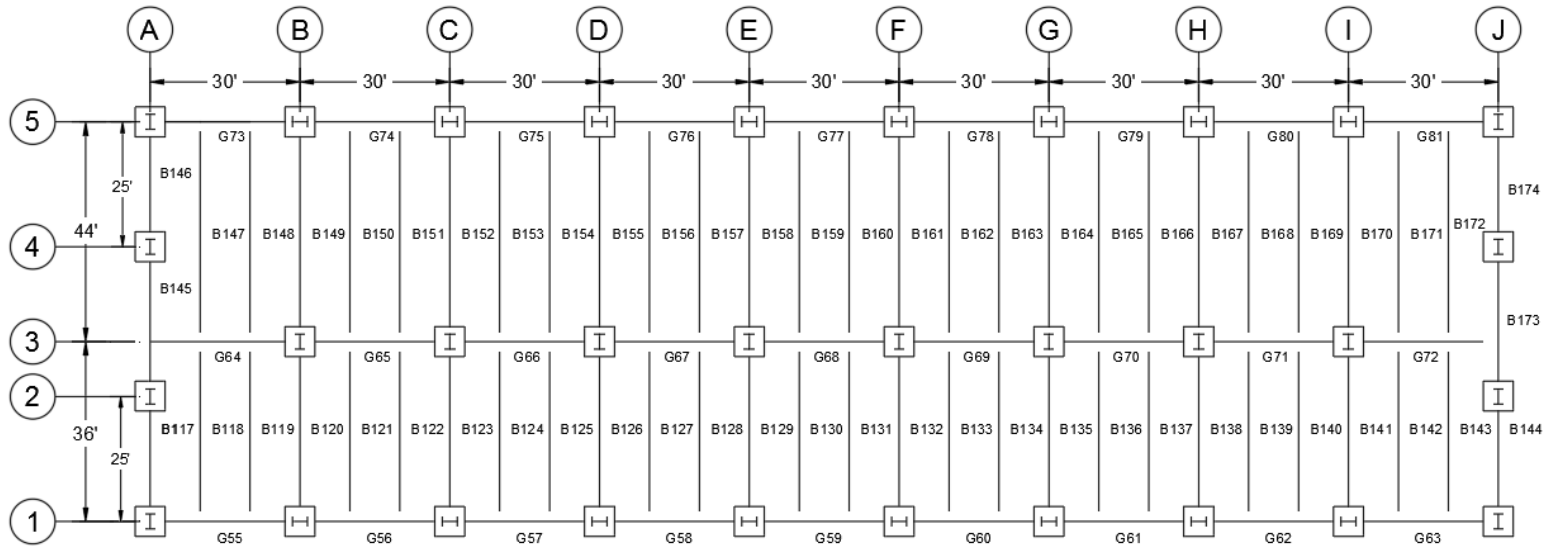 A B C D E F G H I J
30' 30' 30' 30' 30' 30' 30' 30' 30'
5
G73 G74 G75 G76 G77 G78 G79 G80 G81
B146
25'
B174
44'
B147 B148 B149 B150 B151 B152 B153 B154 B155 B156 B157 B158 B159 B160 B161 B162 B163 B164 B165 B166 B167 B168 B169 B170 B171 B172
4
B145
B173
3
G64 G65 G66 G67 G68 G69 G70 G71 G72
2
36'
B117 B118 B119 B120 B121 B122 B123 B124 B125 B126 B127 B128 B129 B130 B131 B132 B133 B134 B135 B136 B137 B138 B139 B140 B141 B142 B143 B144
25'
1
G55 G56 G57 G58 G59 G60 G61 G62 G63